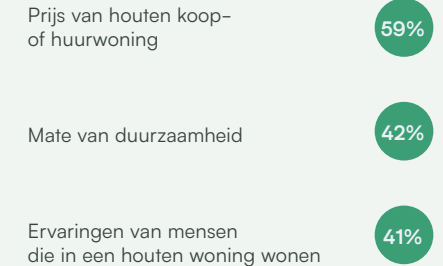 Prijs van houten koop-
of huurwoning
59%
Mate van duurzaamheid
42%
Ervaringen van mensen
die in een houten woning wonen
41%